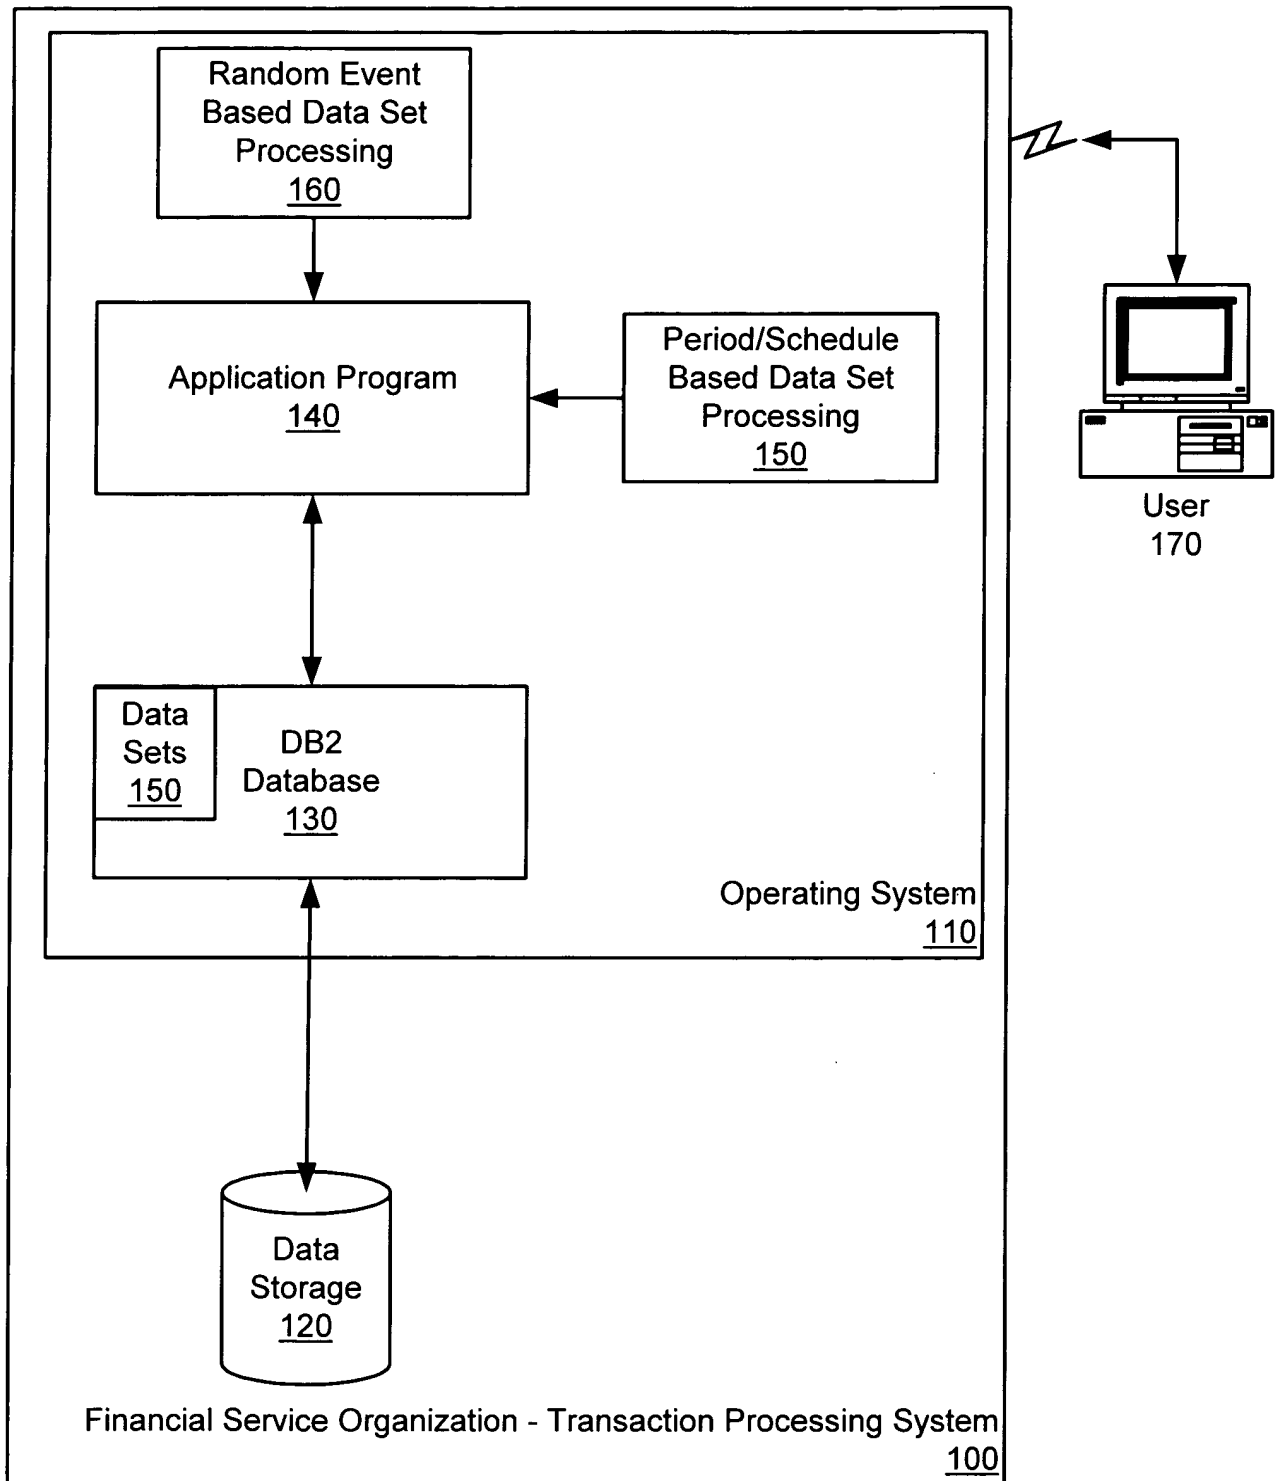 Random Event
Based Data Set
Processing
160
Application Program
140
Period/Schedule
Based Data Set
Processing
150
User
170
Data
Sets
150
DB2
Database
130
Operating System
110
Data
Storage
120
Financial Service Organization - Transaction Processing System
100